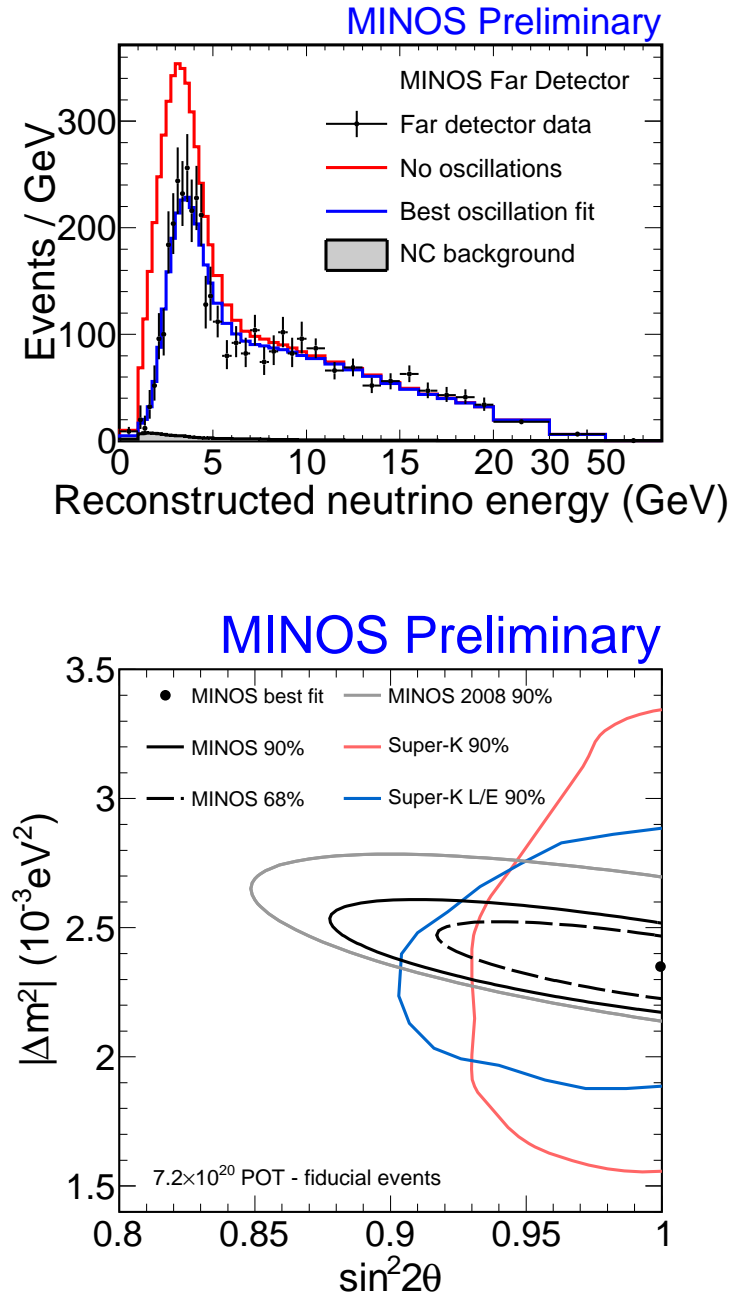 MINOS Preliminary
MINOS Far Detector
Far detector data
No oscillations
Best oscillation fit
NC background
Events / GeV
300
200
100
0
0 5 10 15 20 30 50
Reconstructed neutrino energy (GeV)
MINOS Preliminary
MINOS best fit MINOS 2008 90%
MINOS 90% Super-K 90%
MINOS 68% Super-K L/E 90%
|Δm²| (10⁻³eV²)
3.5
3
2.5
2
1.5
7.2×10²⁰ POT - fiducial events
0.8 0.85 0.9 0.95 1
sin²2θ